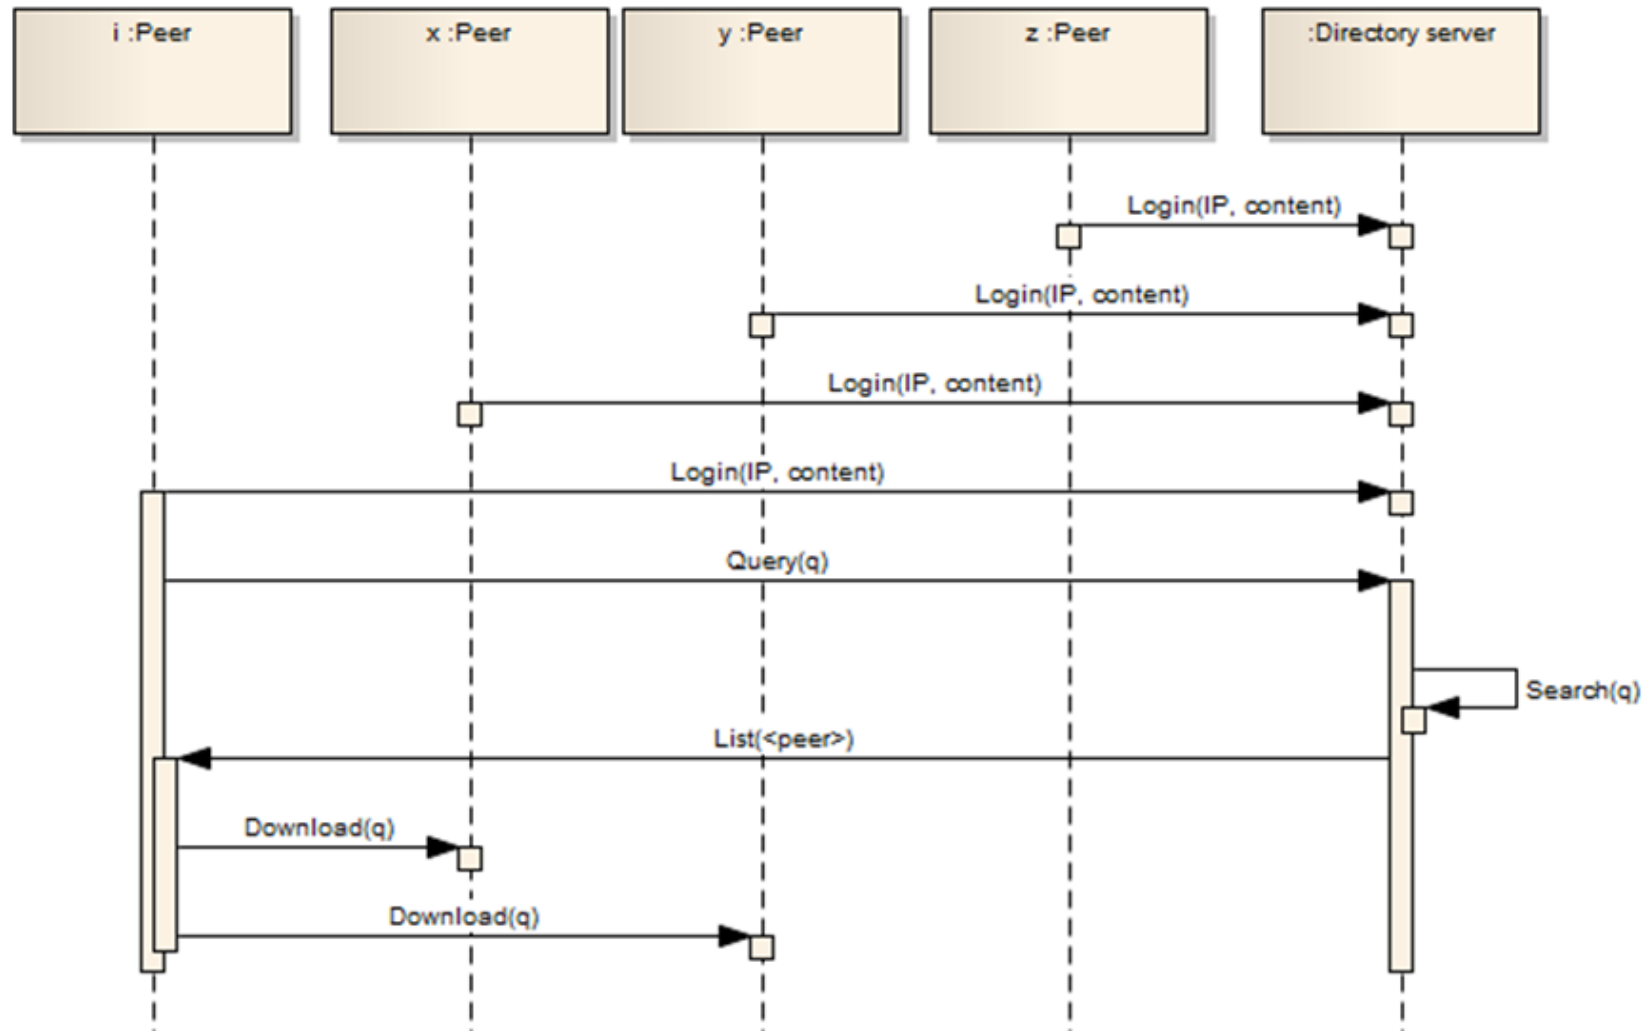 i :Peer
x :Peer
y :Peer
z :Peer
:Directory server
Login(IP, content)
Login(IP, content)
Login(IP, content)
Login(IP, content)
Query(q)
Search(q)
List(<peer>)
Download(q)
Download(q)